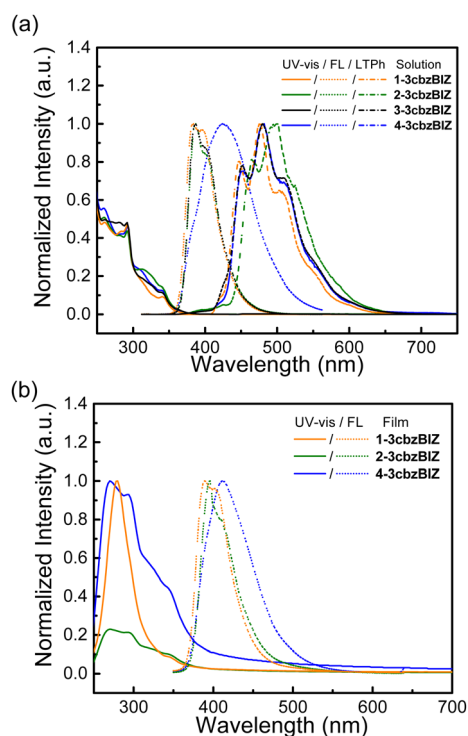 (a)
UV-vis / FL / LTPh Solution
/ / 1-3cbzBIZ
/ / 2-3cbzBIZ
/ / 3-3cbzBIZ
/ / 4-3cbzBIZ
Normalized Intensity (a.u.)
1.4
1.2
1.0
0.8
0.6
0.4
0.2
0.0
300 400 500 600 700
Wavelength (nm)
(b)
UV-vis / FL Film
/ 1-3cbzBIZ
/ 2-3cbzBIZ
/ 4-3cbzBIZ
Normalized Intensity (a.u.)
1.4
1.2
1.0
0.8
0.6
0.4
0.2
0.0
300 400 500 600 700
Wavelength (nm)